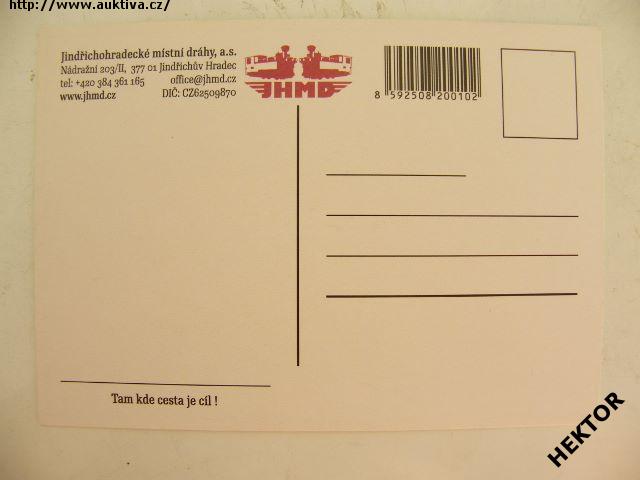 http://www.auktiva.cz/
Jindřichohradecké místní dráhy, a.s.
Nádražní 203/II, 377 01 Jindřichův Hradec
tel: +420 384 361 165 office@jhmd.cz
www.jhmd.cz DIČ: CZ62509870
JHMD
8 592508 200102
Tam kde cesta je cíl !
HEKTOR